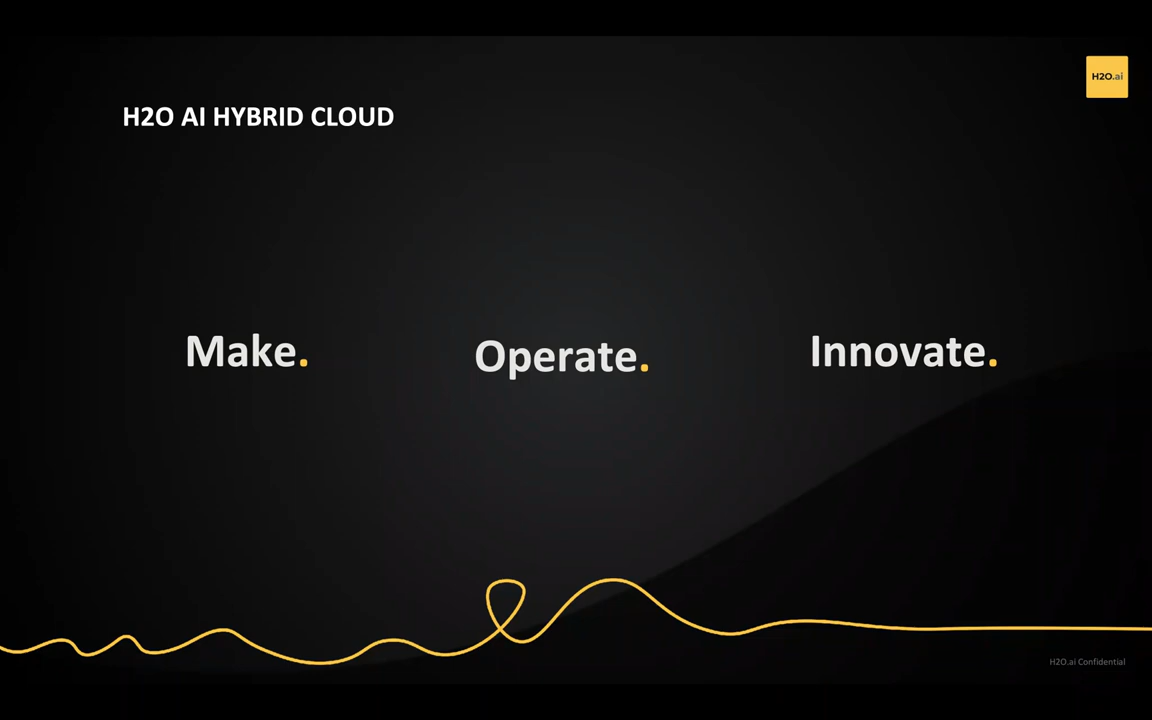 H2O.ai
H2O AI HYBRID CLOUD
Make.
Operate.
Innovate.
H2O.ai Confidential